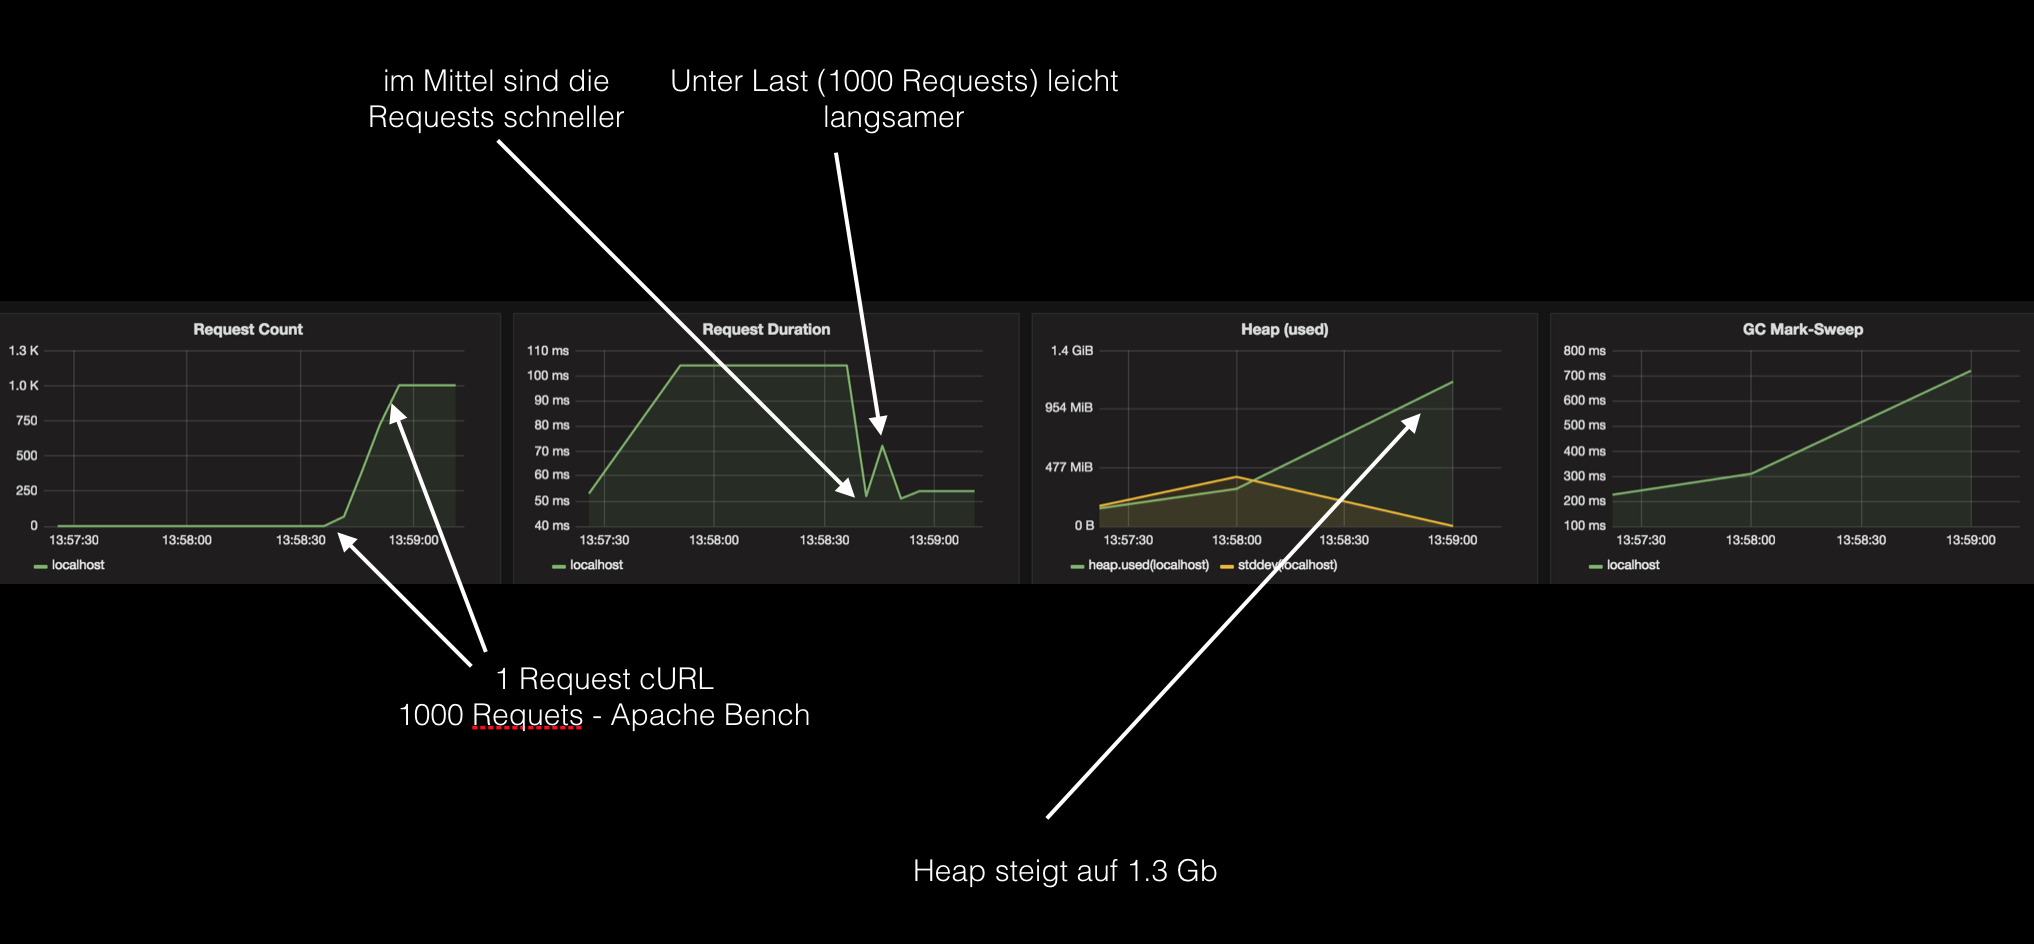 im Mittel sind die
Requests schneller
Unter Last (1000 Requests) leicht
langsamer
Request Count
1.3 K
1.0 K
750
500
250
0
13:57:30 13:58:00 13:58:30 13:59:00
localhost
Request Duration
110 ms
100 ms
90 ms
80 ms
70 ms
60 ms
50 ms
40 ms
13:57:30 13:58:00 13:58:30 13:59:00
localhost
Heap (used)
1.4 GiB
954 MiB
477 MiB
0 B
13:57:30 13:58:00 13:58:30 13:59:00
heap.used(localhost) stddev(localhost)
GC Mark-Sweep
800 ms
700 ms
600 ms
500 ms
400 ms
300 ms
200 ms
100 ms
13:57:30 13:58:00 13:58:30 13:59:00
localhost
1 Request cURL
1000 Requets - Apache Bench
Heap steigt auf 1.3 Gb